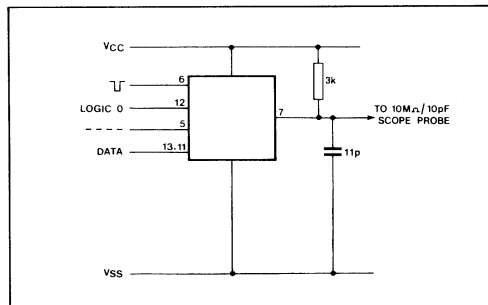 VCC
6
3k
LOGIC 0
12
7
TO 10MΩ/10pF
SCOPE PROBE
5
DATA
13.11
11p
VSS